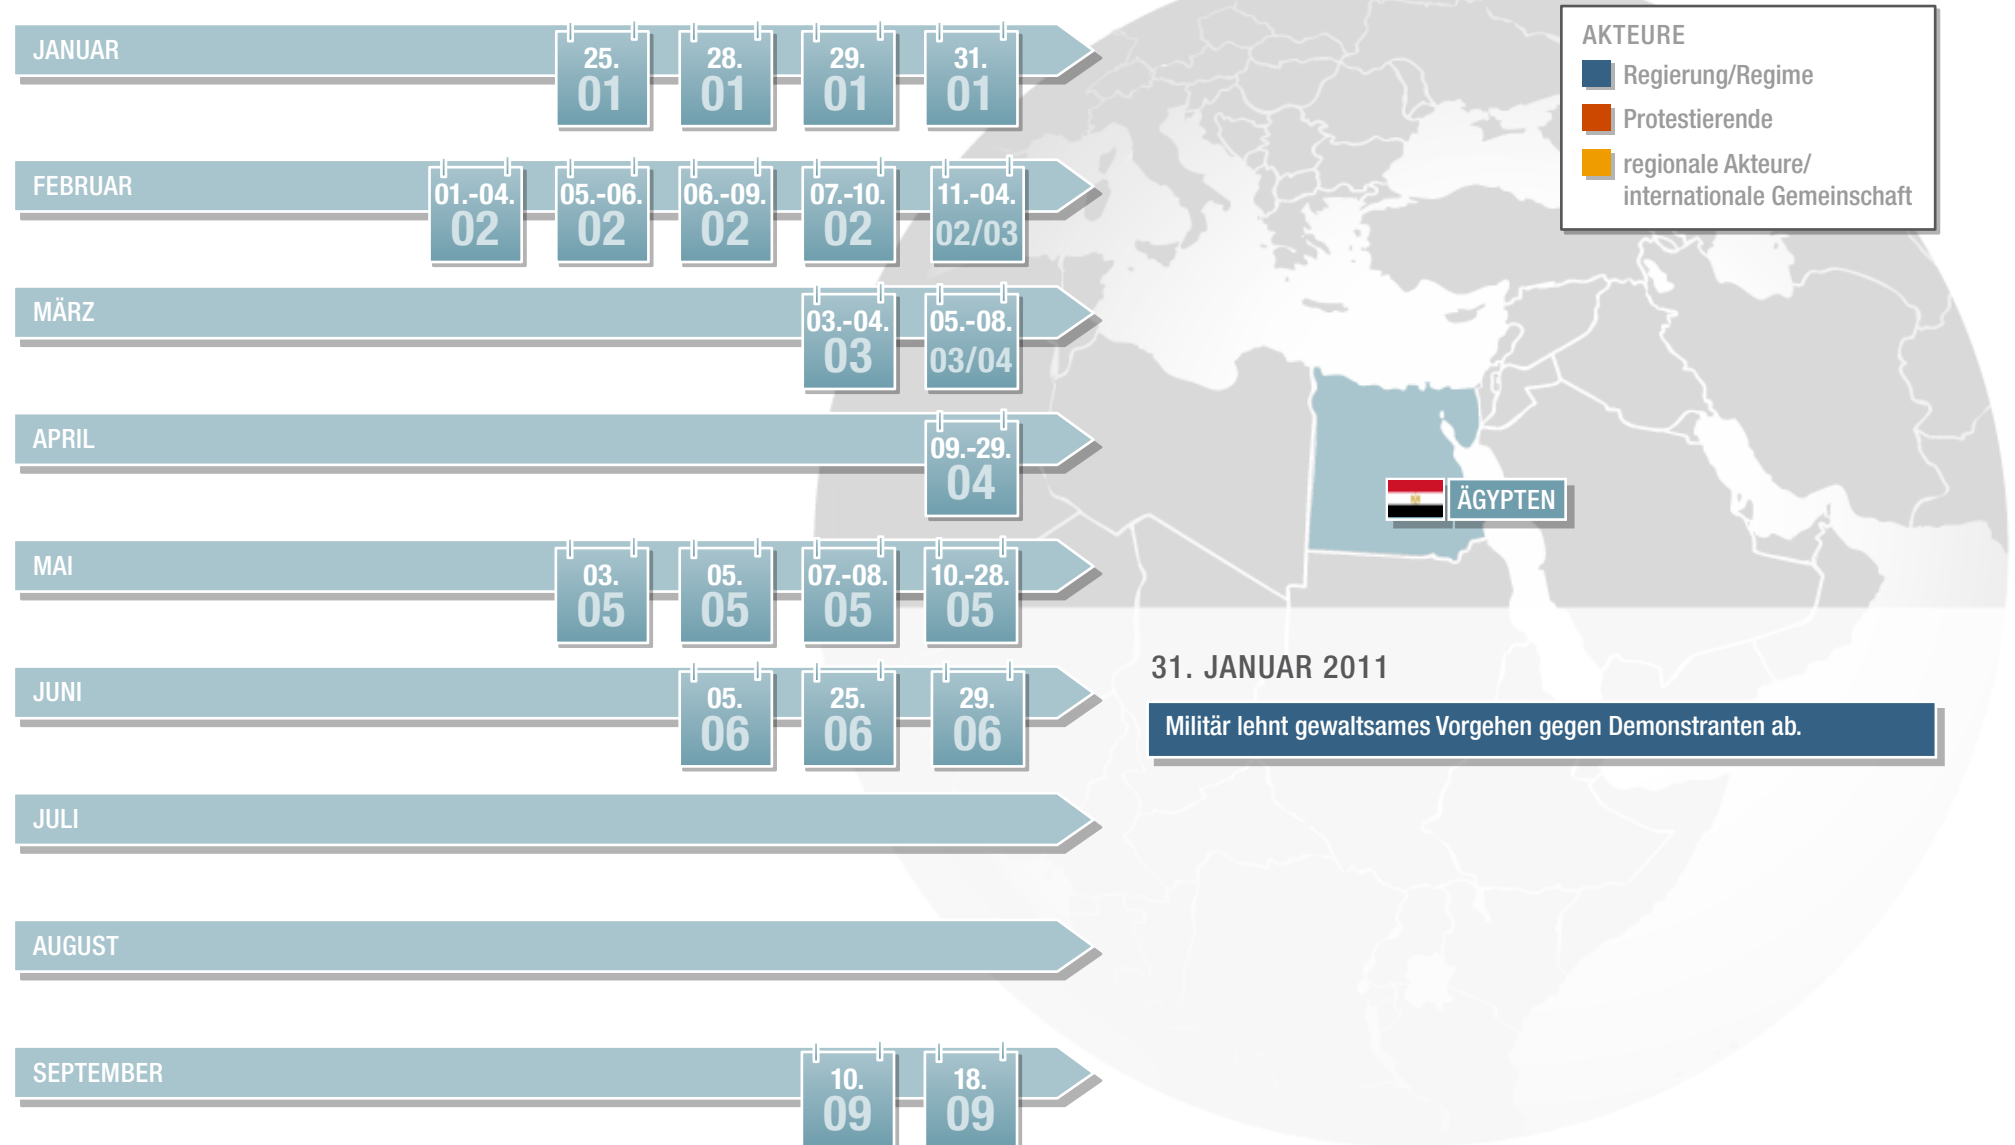 JANUAR
25.
01
28.
01
29.
01
31.
01
FEBRUAR
01.-04.
02
05.-06.
02
06.-09.
02
07.-10.
02
11.-04.
02/03
MÄRZ
03.-04.
03
05.-08.
03/04
APRIL
09.-29.
04
MAI
03.
05
05.
05
07.-08.
05
10.-28.
05
JUNI
05.
06
25.
06
29.
06
JULI
AUGUST
SEPTEMBER
10.
09
18.
09
AKTEURE
Regierung/Regime
Protestierende
regionale Akteure/
internationale Gemeinschaft
ÄGYPTEN
31. JANUAR 2011
Militär lehnt gewaltsames Vorgehen gegen Demonstranten ab.